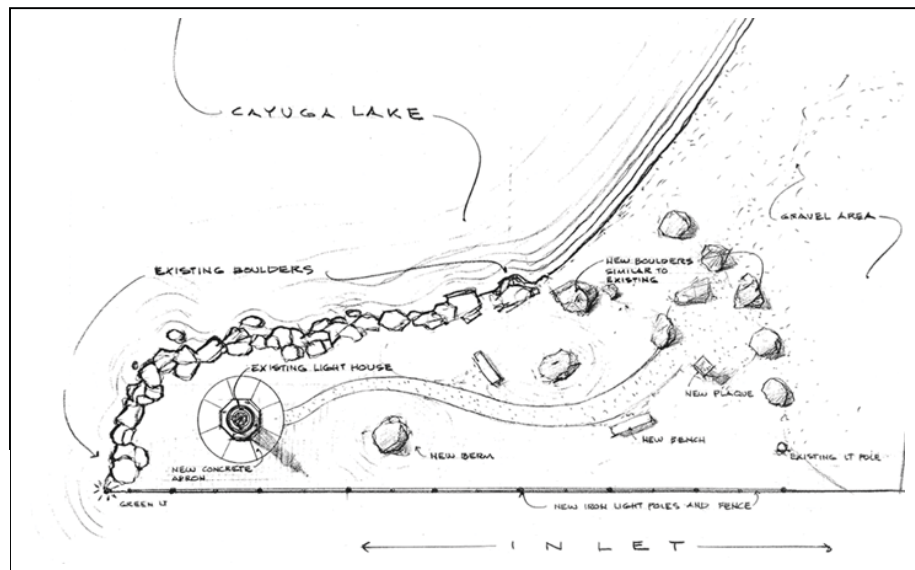 CAYUGA LAKE
GRAVEL AREA
EXISTING BOULDERS
NEW BOULDERS
SIMILAR TO
EXISTING
EXISTING LIGHT HOUSE
NEW PLAQUE
NEW BENCH
NEW BERM
EXISTING LT POLE
NEW CONCRETE
APRON
GREEN LT
NEW IRON LIGHT POLES AND FENCE
INLET